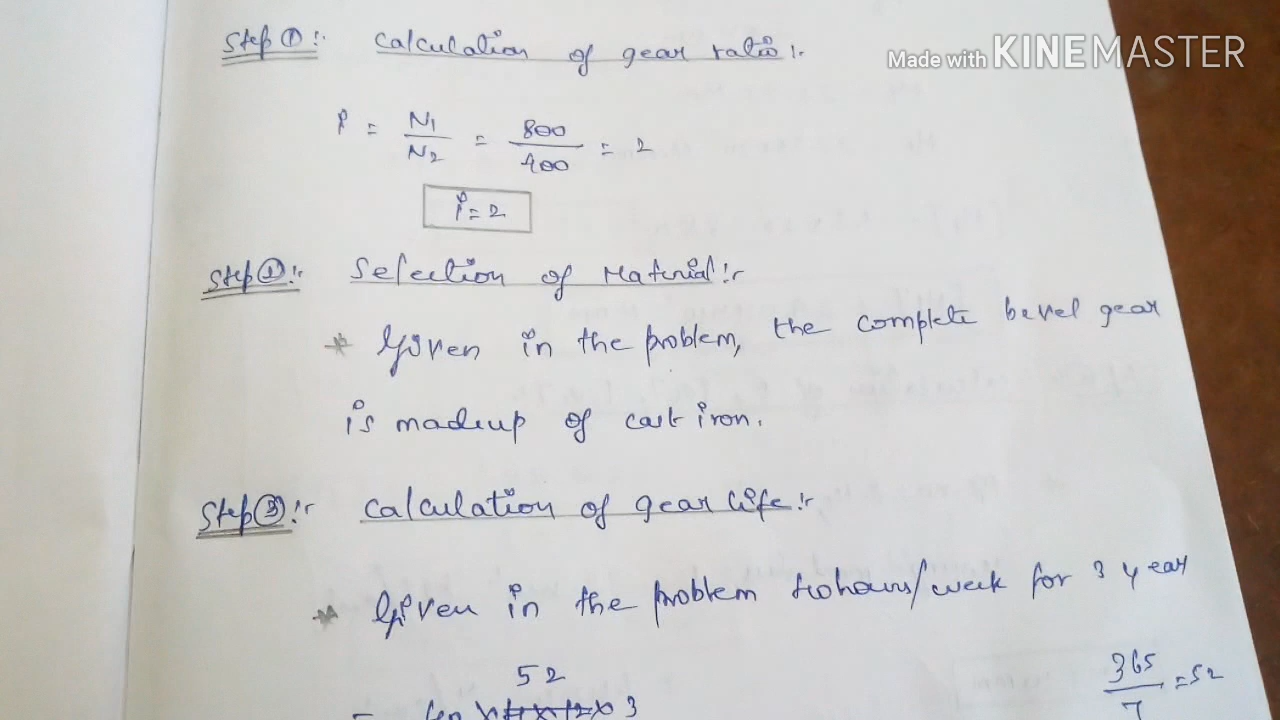 Made with KINEMASTER
Step ① :- Calculation of gear ratio :-
i = N1/N2 = 800/400 = 2
i = 2
Step ② :- Selection of Material :-
* Given in the problem, the complete bevel gear
is madeup of cast iron.
Step ③ :- Calculation of gear life :-
* Given in the problem 40hours/week for 3 year
52
365/7 = 52
= × 3